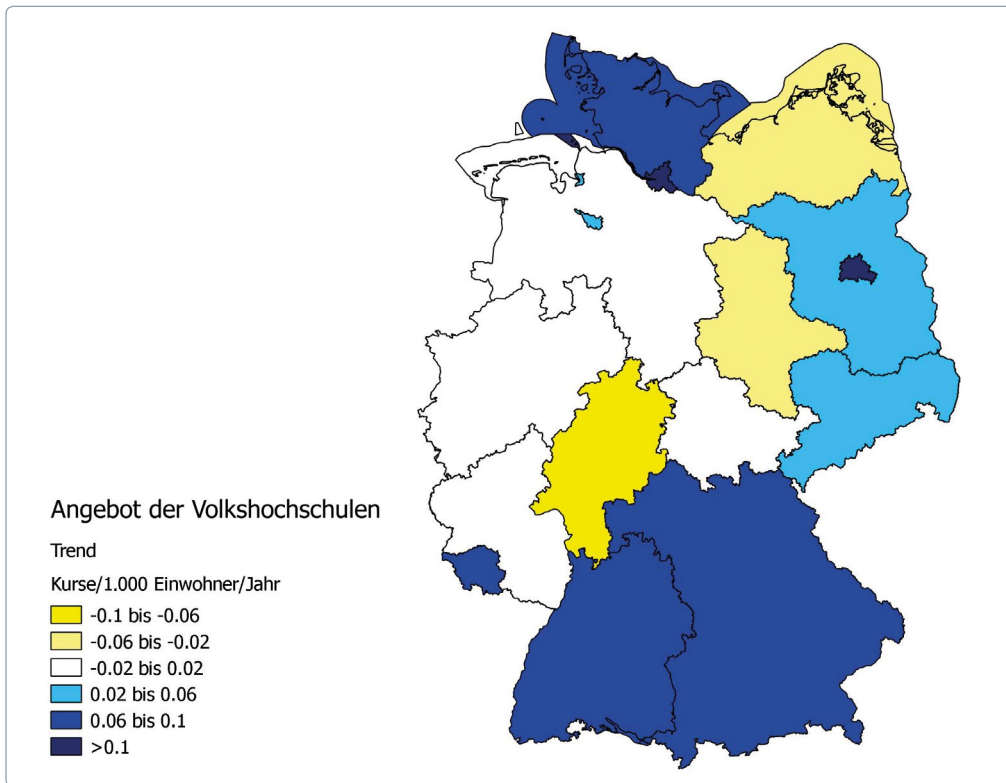 Angebot der Volkshochschulen
Trend
Kurse/1.000 Einwohner/Jahr
-0.1 bis -0.06
-0.06 bis -0.02
-0.02 bis 0.02
0.02 bis 0.06
0.06 bis 0.1
>0.1